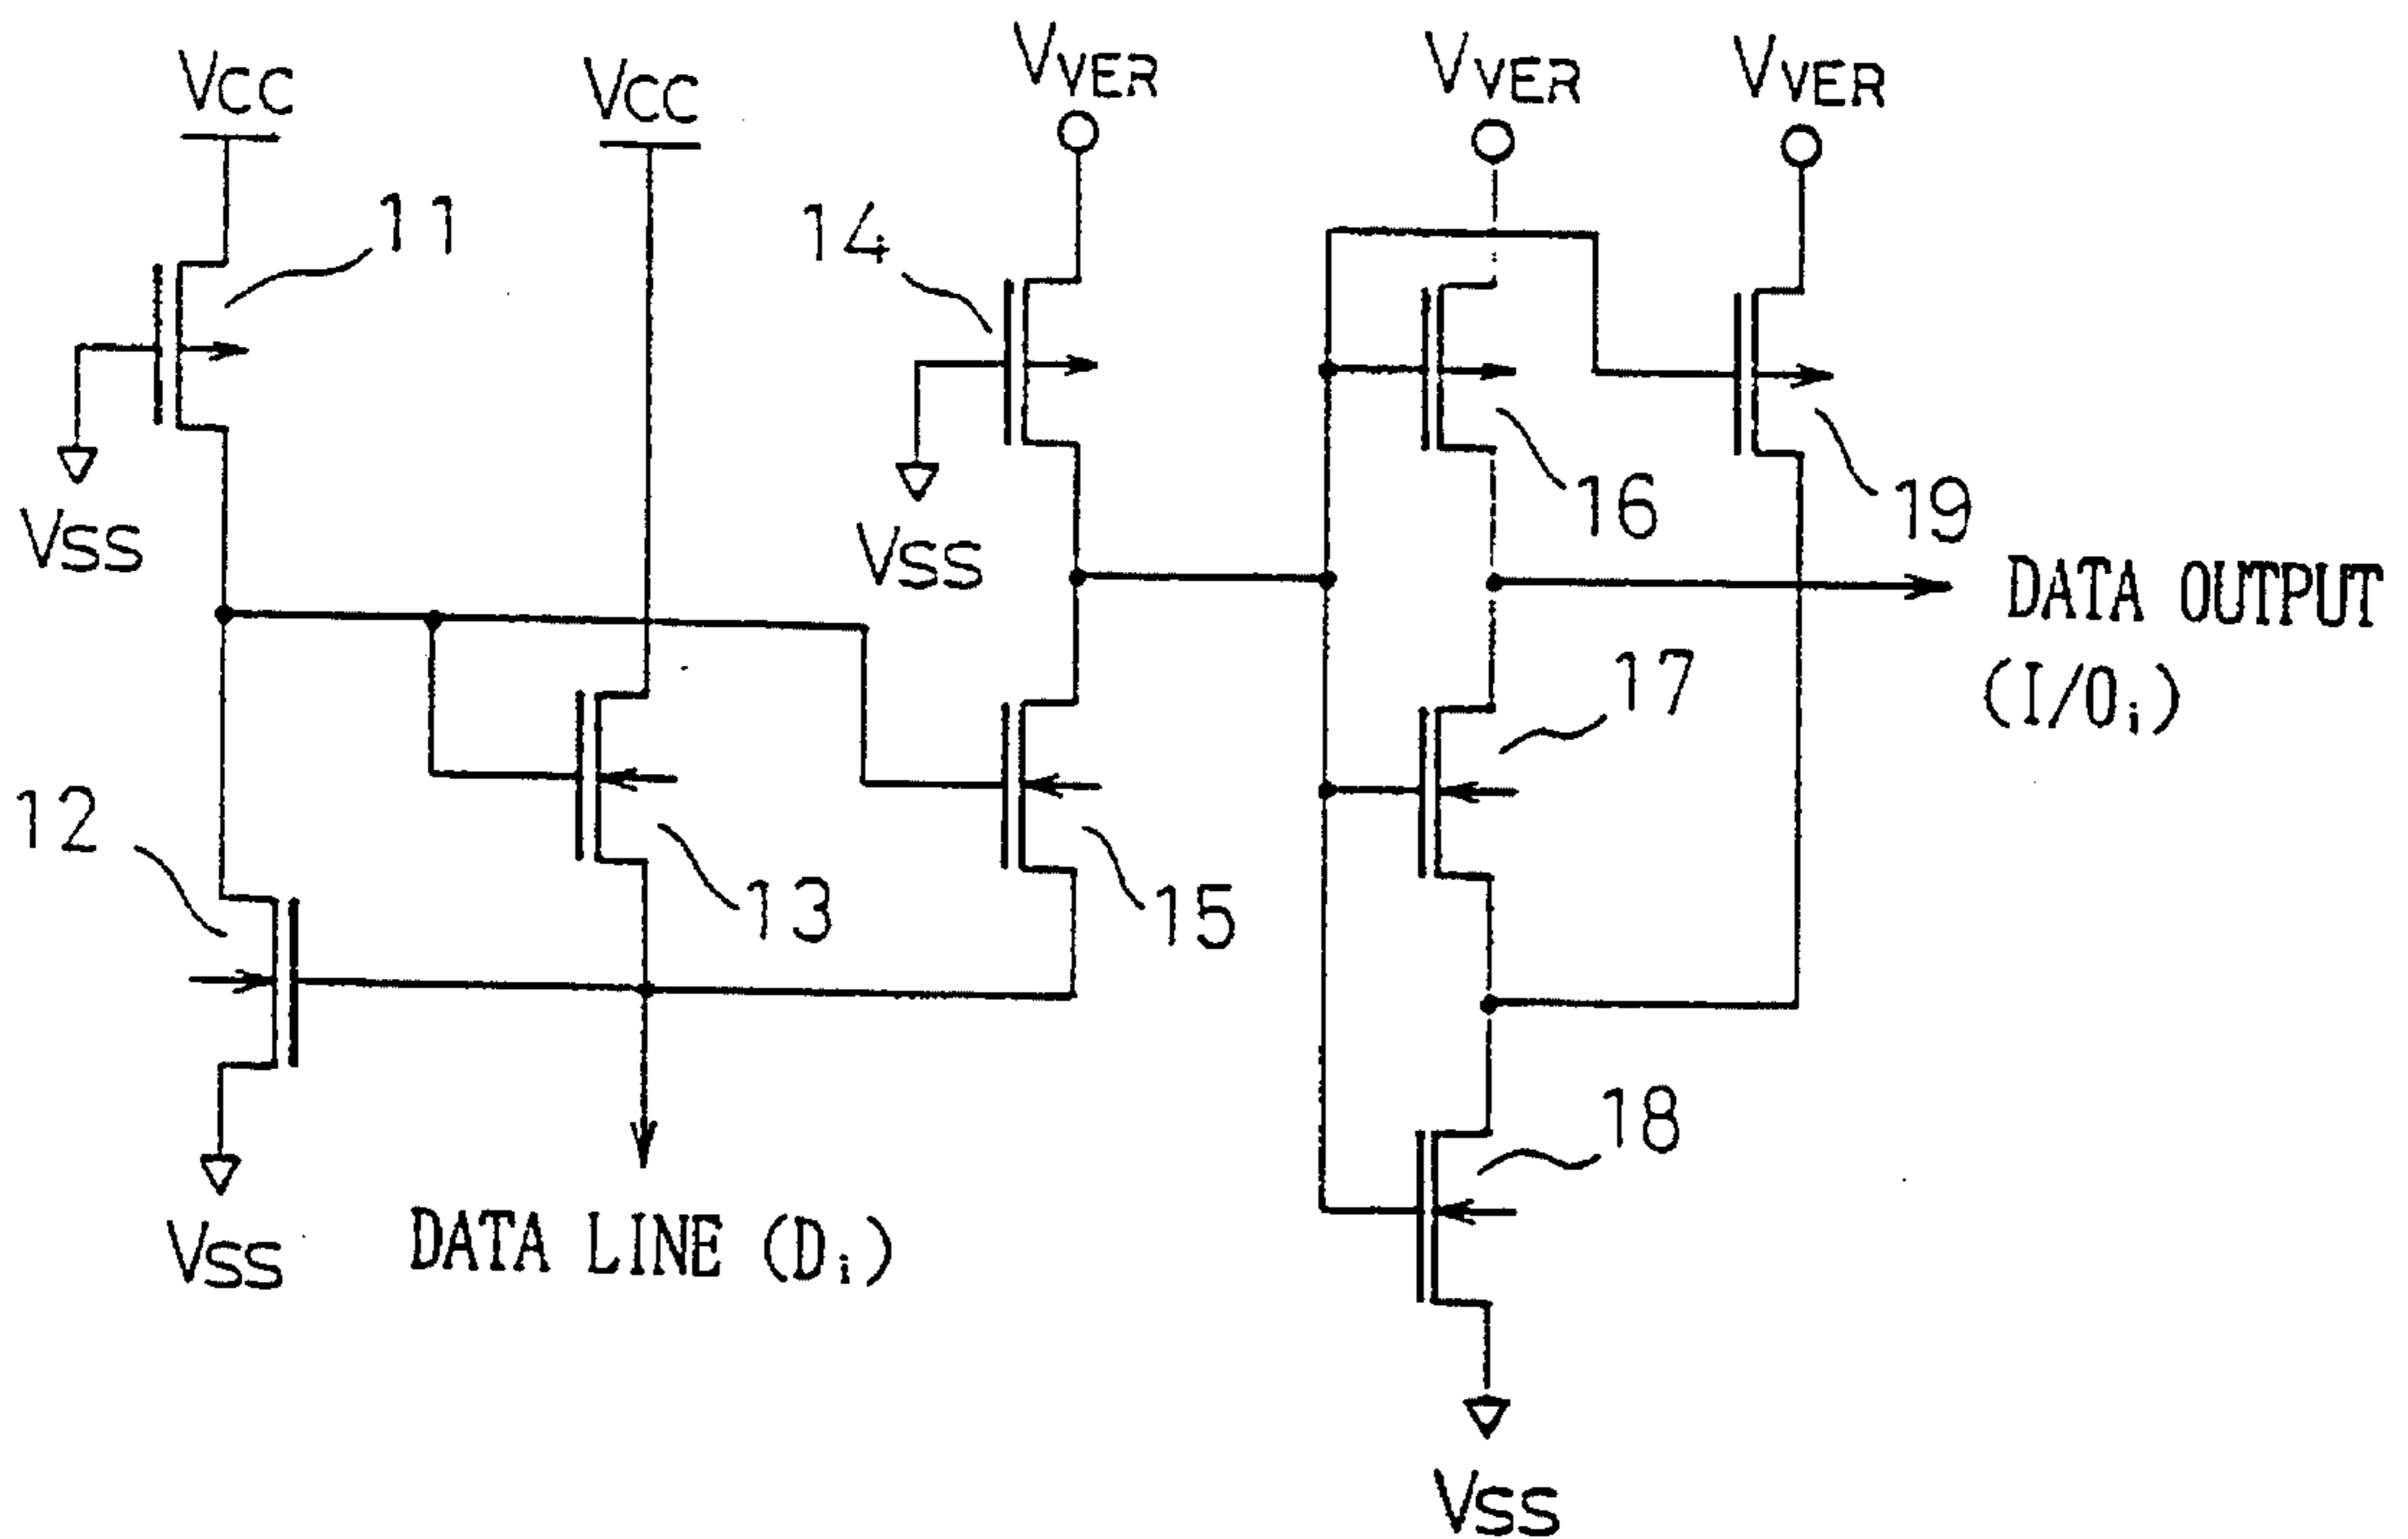 VCC
VCC
VVER
VVER
VVER
11
14
16
19
VSS
VSS
DATA OUTPUT
(I/Oi)
17
12
13
15
18
VSS
DATA LINE (Di)
VSS